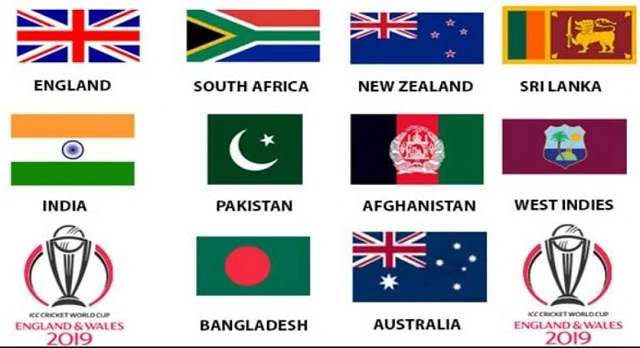 ENGLAND
SOUTH AFRICA
NEW ZEALAND
SRI LANKA
INDIA
PAKISTAN
AFGHANISTAN
WEST INDIES
BANGLADESH
AUSTRALIA
ICC CRICKET WORLD CUP
ENGLAND & WALES
2019
ICC CRICKET WORLD CUP
ENGLAND & WALES
2019